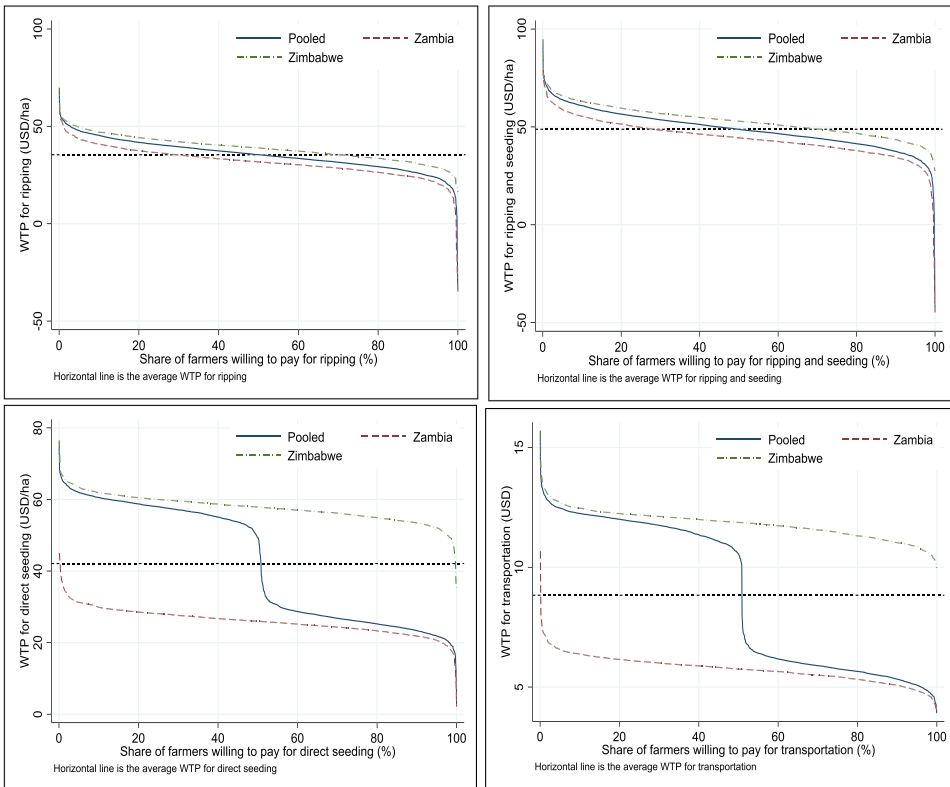 WTP for ripping (USD/ha)
100
50
0
-50
Pooled
Zambia
Zimbabwe
0 20 40 60 80 100
Share of farmers willing to pay for ripping (%)
Horizontal line is the average WTP for ripping
WTP for ripping and seeding (USD/ha)
100
50
0
-50
Pooled
Zambia
Zimbabwe
0 20 40 60 80 100
Share of farmers willing to pay for ripping and seeding (%)
Horizontal line is the average WTP for ripping and seeding
WTP for direct seeding (USD/ha)
80
60
40
20
0
Pooled
Zambia
Zimbabwe
0 20 40 60 80 100
Share of farmers willing to pay for direct seeding (%)
Horizontal line is the average WTP for direct seeding
WTP for transportation (USD)
15
10
5
Pooled
Zambia
Zimbabwe
0 20 40 60 80 100
Share of farmers willing to pay for transportation (%)
Horizontal line is the average WTP for transportation